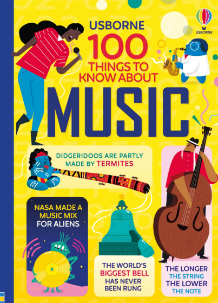 USBORNE
100
THINGS TO
KNOW ABOUT
MUSIC
USBORNE
DIDGERIDOOS ARE PARTLY
MADE BY TERMITES
NASA MADE A
MUSIC MIX
FOR ALIENS
THE WORLD'S
BIGGEST BELL
HAS NEVER
BEEN RUNG
THE LONGER
THE STRING
THE LOWER
THE NOTE